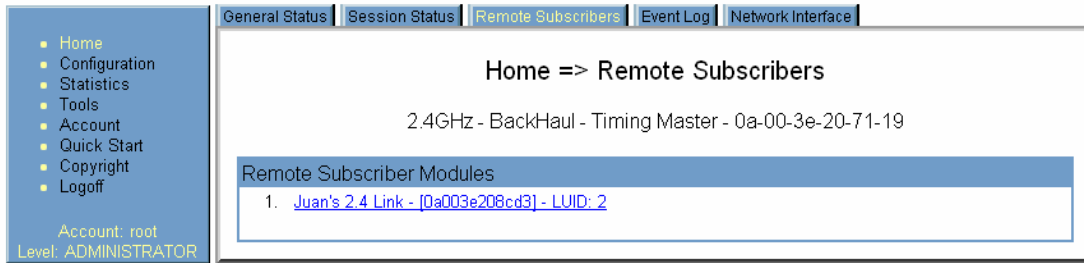 General Status
Session Status
Remote Subscribers
Event Log
Network Interface
Home
Configuration
Statistics
Tools
Account
Quick Start
Copyright
Logoff
Account: root
Level: ADMINISTRATOR
Home => Remote Subscribers
2.4GHz - BackHaul - Timing Master - 0a-00-3e-20-71-19
Remote Subscriber Modules
1. Juan's 2.4 Link - [0a003e208cd3] - LUID: 2